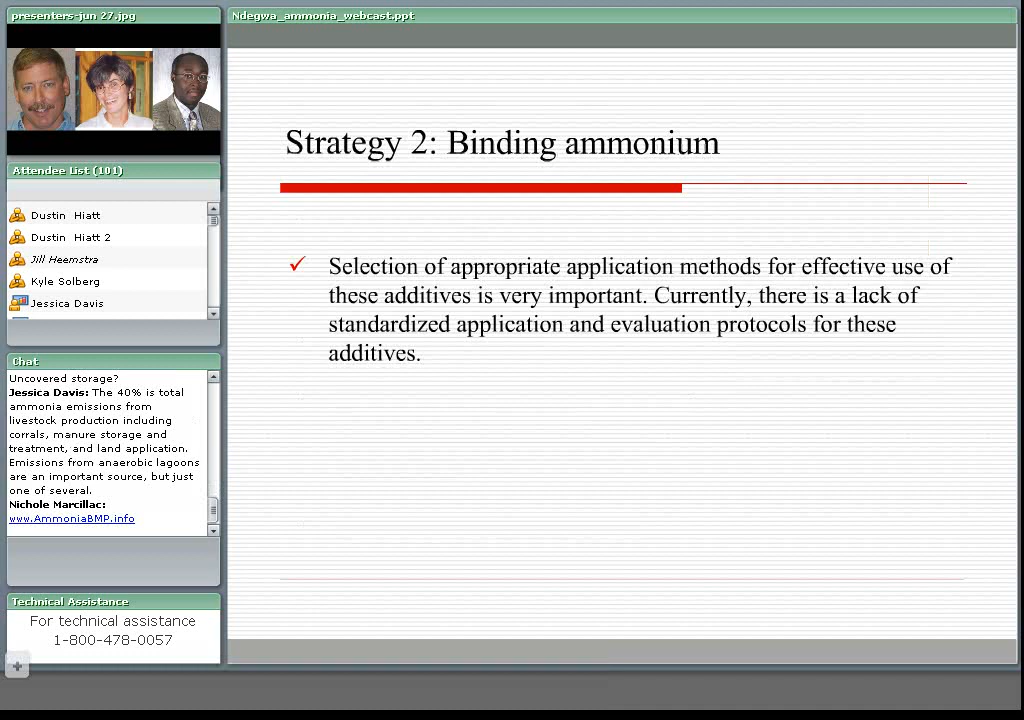 presenters-jun 27.jpg
Attendee List (101)
Dustin Hiatt
Dustin Hiatt 2
Jill Heemstra
Kyle Solberg
Jessica Davis
Chat
Uncovered storage?
Jessica Davis: The 40% is total
ammonia emissions from
livestock production including
corrals, manure storage and
treatment, and land application.
Emissions from anaerobic lagoons
are an important source, but just
one of several.
Nichole Marcillac:
www.AmmoniaBMP.info
Technical Assistance
For technical assistance
1-800-478-0057
Ndegwa_ammonia_webcast.ppt
Strategy 2: Binding ammonium
Selection of appropriate application methods for effective use of
these additives is very important. Currently, there is a lack of
standardized application and evaluation protocols for these
additives.